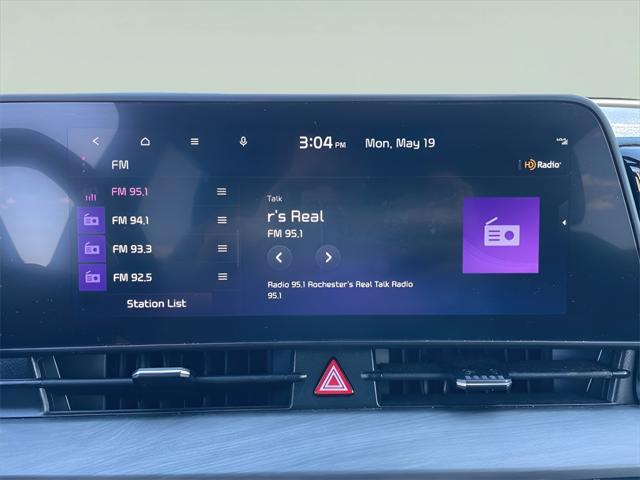 3:04 PM Mon, May 19
FM
HD Radio
FM 95.1
FM 94.1
FM 93.3
FM 92.5
Station List
Talk
r's Real
FM 95.1
Radio 95.1 Rochester's Real Talk Radio
95.1